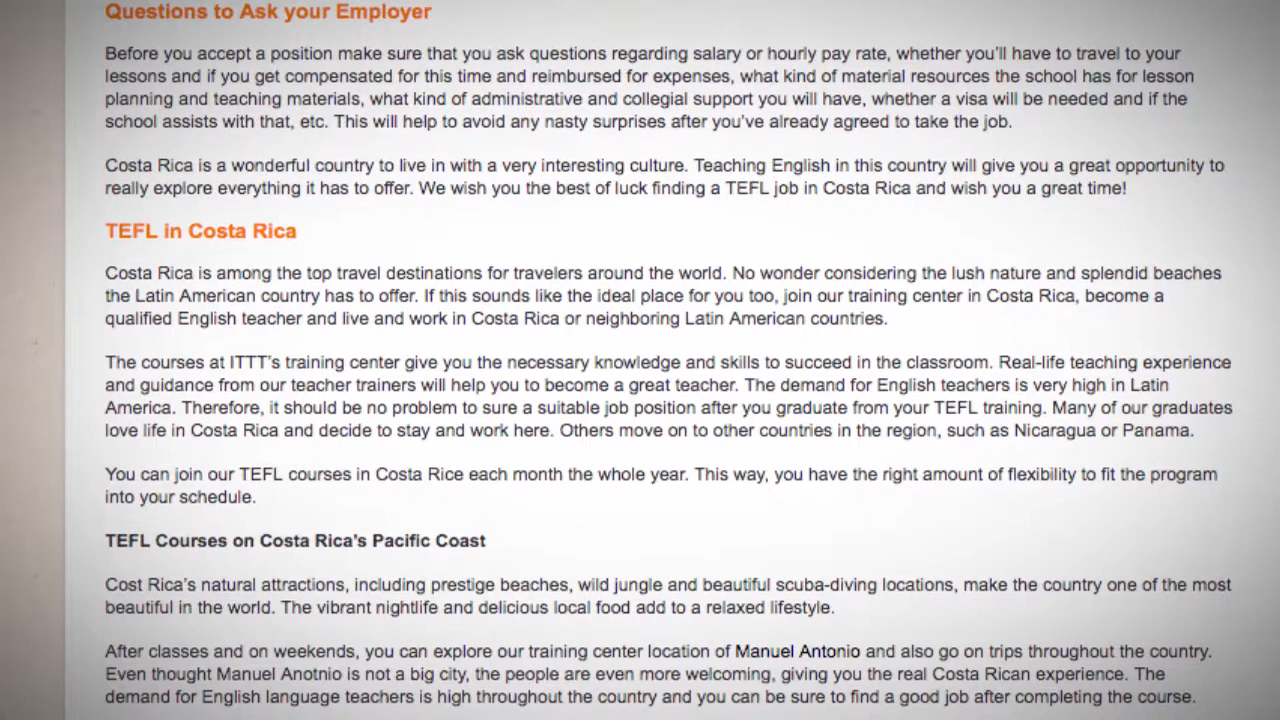 Questions to Ask your Employer
Before you accept a position make sure that you ask questions regarding salary or hourly pay rate, whether you'll have to travel to your
lessons and if you get compensated for this time and reimbursed for expenses, what kind of material resources the school has for lesson
planning and teaching materials, what kind of administrative and collegial support you will have, whether a visa will be needed and if the
school assists with that, etc. This will help to avoid any nasty surprises after you've already agreed to take the job.
Costa Rica is a wonderful country to live in with a very interesting culture. Teaching English in this country will give you a great opportunity to
really explore everything it has to offer. We wish you the best of luck finding a TEFL job in Costa Rica and wish you a great time!
TEFL in Costa Rica
Costa Rica is among the top travel destinations for travelers around the world. No wonder considering the lush nature and splendid beaches
the Latin American country has to offer. If this sounds like the ideal place for you too, join our training center in Costa Rica, become a
qualified English teacher and live and work in Costa Rica or neighboring Latin American countries.
The courses at ITTT's training center give you the necessary knowledge and skills to succeed in the classroom. Real-life teaching experience
and guidance from our teacher trainers will help you to become a great teacher. The demand for English teachers is very high in Latin
America. Therefore, it should be no problem to sure a suitable job position after you graduate from your TEFL training. Many of our graduates
love life in Costa Rica and decide to stay and work here. Others move on to other countries in the region, such as Nicaragua or Panama.
You can join our TEFL courses in Costa Rice each month the whole year. This way, you have the right amount of flexibility to fit the program
into your schedule.
TEFL Courses on Costa Rica's Pacific Coast
Cost Rica's natural attractions, including prestige beaches, wild jungle and beautiful scuba-diving locations, make the country one of the most
beautiful in the world. The vibrant nightlife and delicious local food add to a relaxed lifestyle.
After classes and on weekends, you can explore our training center location of Manuel Antonio and also go on trips throughout the country.
Even thought Manuel Anotnio is not a big city, the people are even more welcoming, giving you the real Costa Rican experience. The
demand for English language teachers is high throughout the country and you can be sure to find a good job after completing the course.